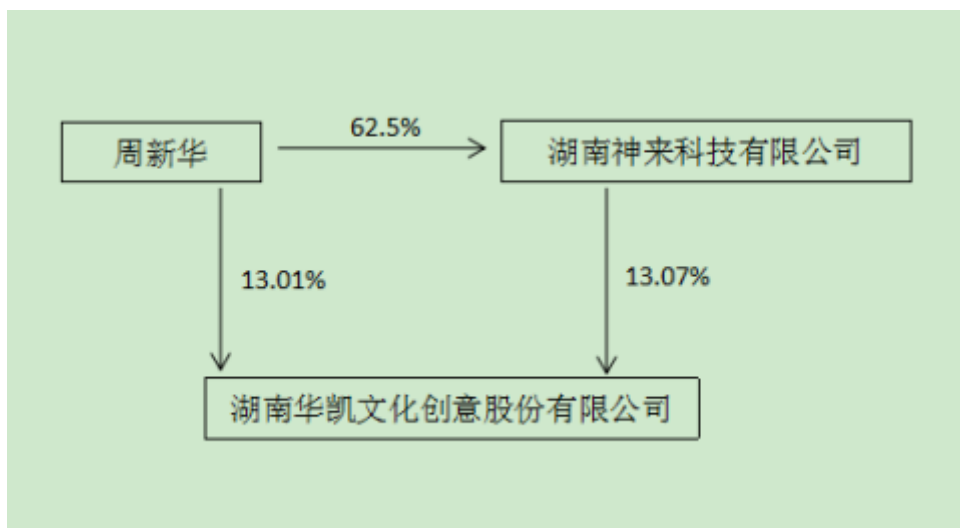 62.5%
周新华
湖南神来科技有限公司
13.01%
13.07%
湖南华凯文化创意股份有限公司